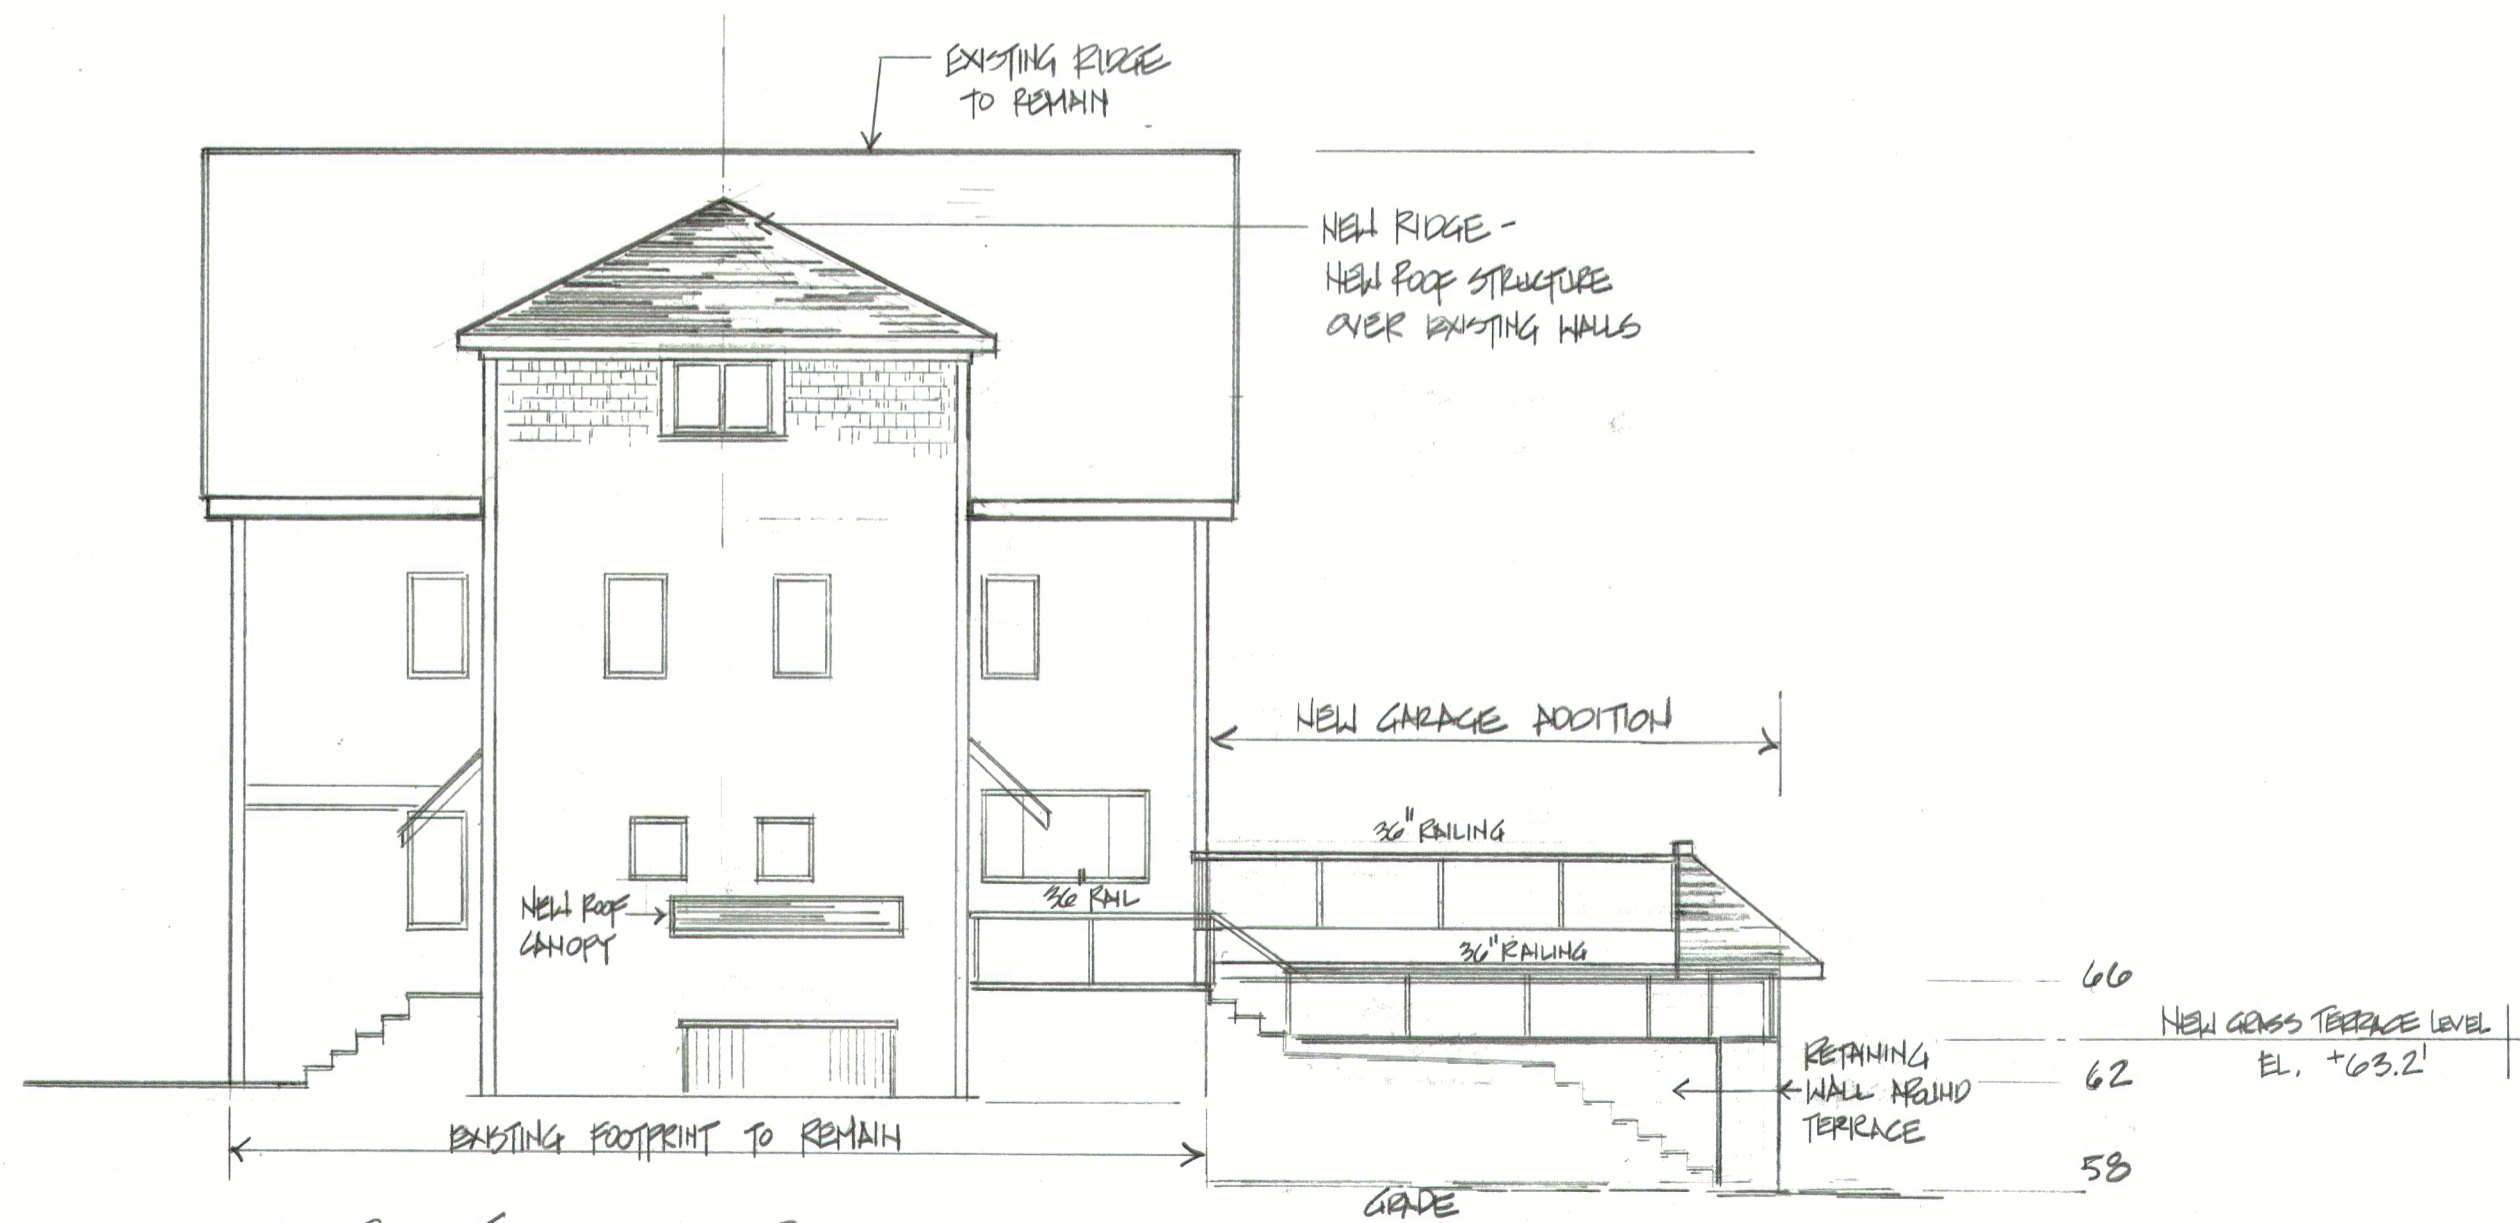 EXISTING RIDGE
TO REMAIN
NEW RIDGE -
NEW ROOF STRUCTURE
OVER EXISTING WALLS
NEW GARAGE ADDITION
36" RAILING
36" RAIL
NEW ROOF
CANOPY
36" RAILING
66
NEW GRASS TERRACE LEVEL
EL. +63.2'
RETAINING
WALL AROUND
TERRACE
62
58
EXISTING FOOTPRINT TO REMAIN
GRADE